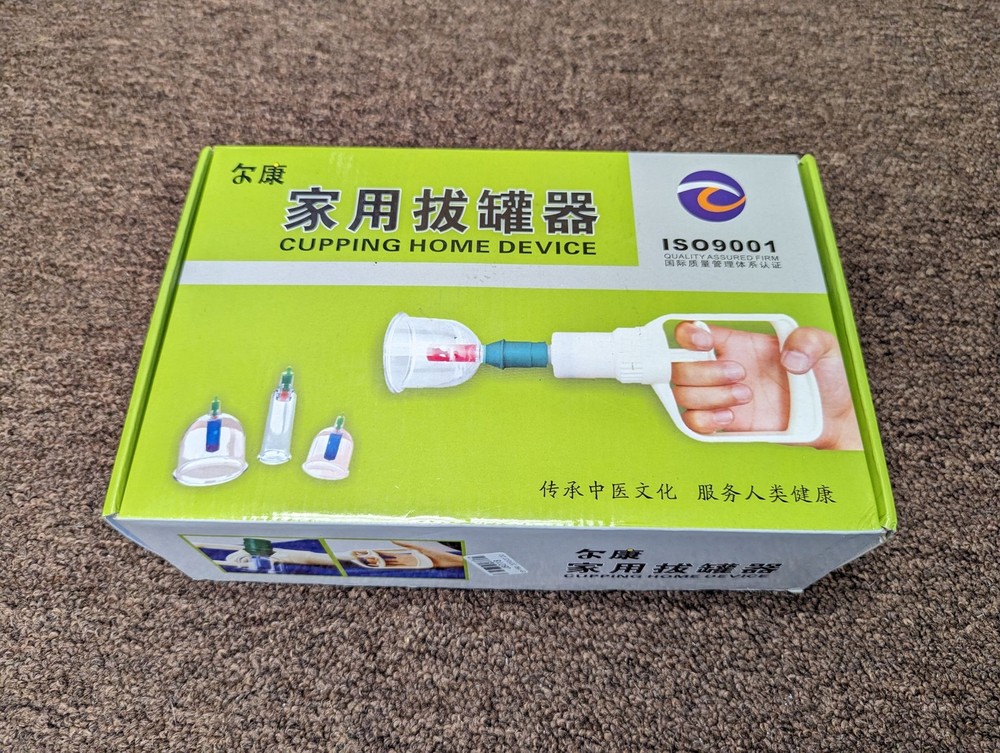 尔康
家用拔罐器
CUPPING HOME DEVICE
ISO9001
QUALITY ASSURED FIRM
国际质量管理体系认证
传承中医文化 服务人类健康
尔康
家用拔罐器
CUPPING HOME DEVICE